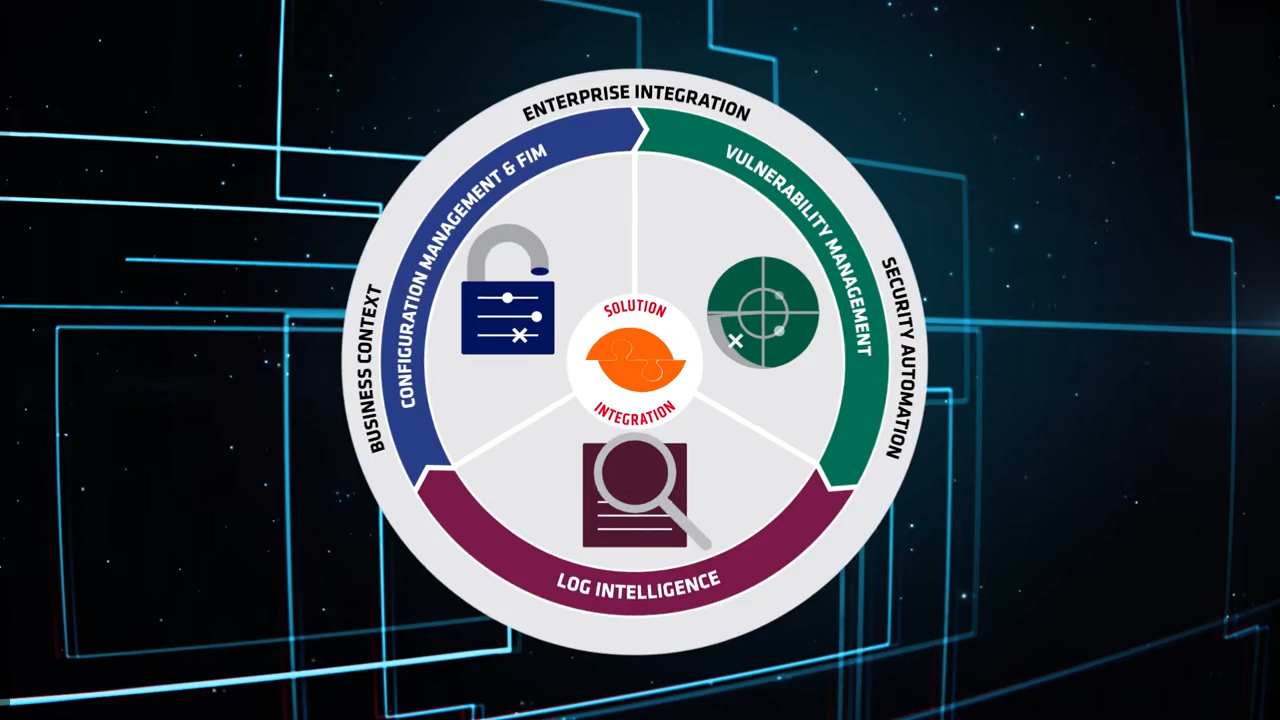 ENTERPRISE INTEGRATION
CONFIGURATION MANAGEMENT & FIM
VULNERABILITY MANAGEMENT
BUSINESS CONTEXT
SECURITY AUTOMATION
SOLUTION
INTEGRATION
LOG INTELLIGENCE